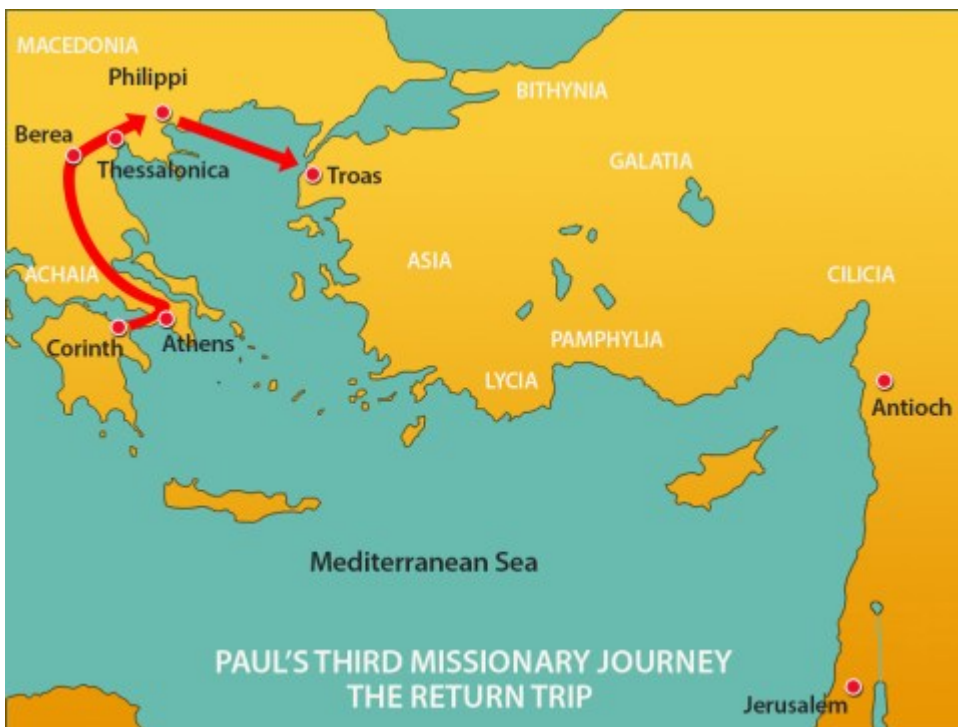 MACEDONIA
Philippi
BITHYNIA
Berea
Thessalonica
Troas
GALATIA
ACHAIA
ASIA
CILICIA
Corinth
Athens
PAMPHYLIA
LYCIA
Antioch
Mediterranean Sea
PAUL'S THIRD MISSIONARY JOURNEY
THE RETURN TRIP
Jerusalem